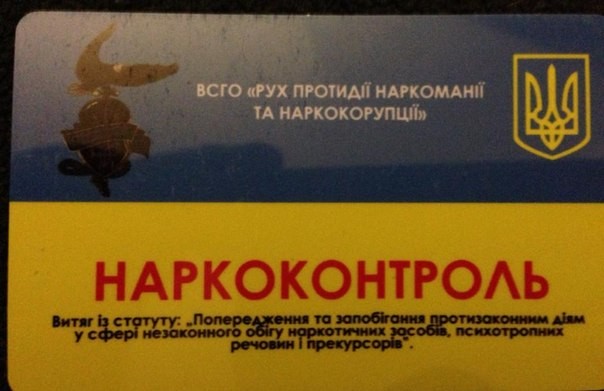 ВСГО «РУХ ПРОТИДІЇ НАРКОМАНІЇ
ТА НАРКОКОРУПЦІЇ»
НАРКОКОНТРОЛЬ
Витяг із статуту: „Попередження та запобігання протизаконним діям
у сфері незаконного обігу наркотичних засобів, психотропних
речовин і прекурсорів".